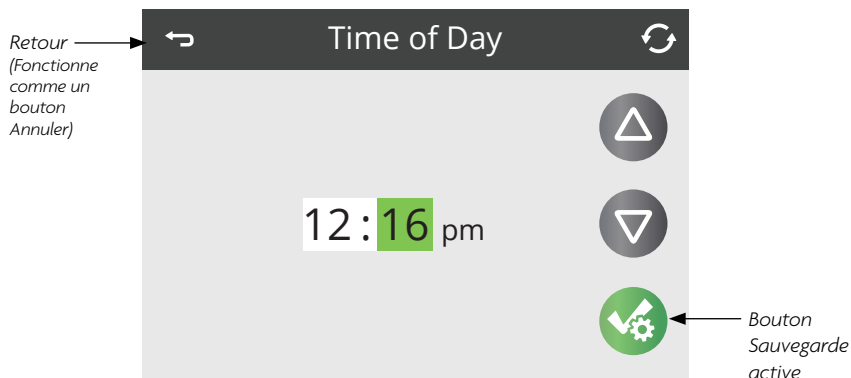 Retour
(Fonctionne
comme un
bouton
Annuler)
Time of Day
12:16 pm
Bouton
Sauvegarde
active